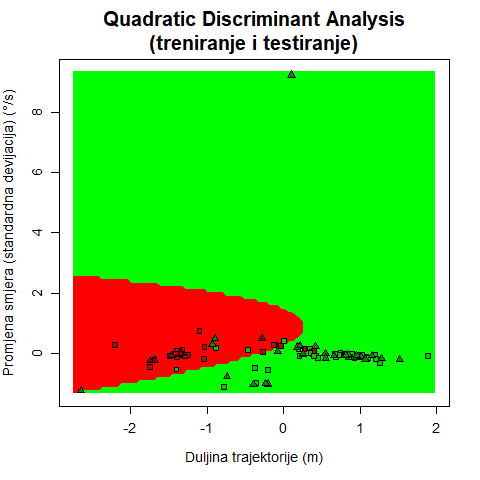 Quadratic Discriminant Analysis
(treniranje i testiranje)
Promjena smjera (standardna devijacija) (°/s)
8
6
4
2
0
-2
-1
0
1
2
Duljina trajektorije (m)